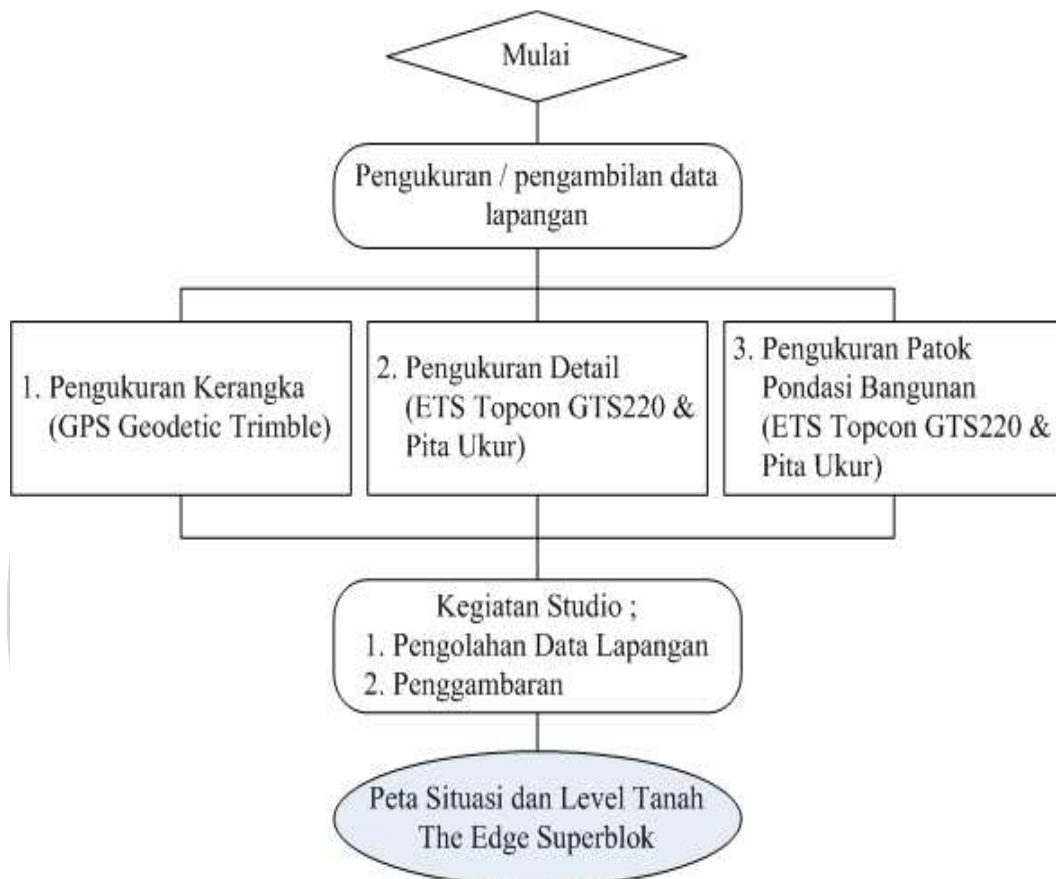 Mulai
Pengukuran / pengambilan data
lapangan
1. Pengukuran Kerangka
(GPS Geodetic Trimble)
2. Pengukuran Detail
(ETS Topcon GTS220 &
Pita Ukur)
3. Pengukuran Patok
Pondasi Bangunan
(ETS Topcon GTS220 &
Pita Ukur)
Kegiatan Studio ;
1. Pengolahan Data Lapangan
2. Penggambaran
Peta Situasi dan Level Tanah
The Edge Superblok